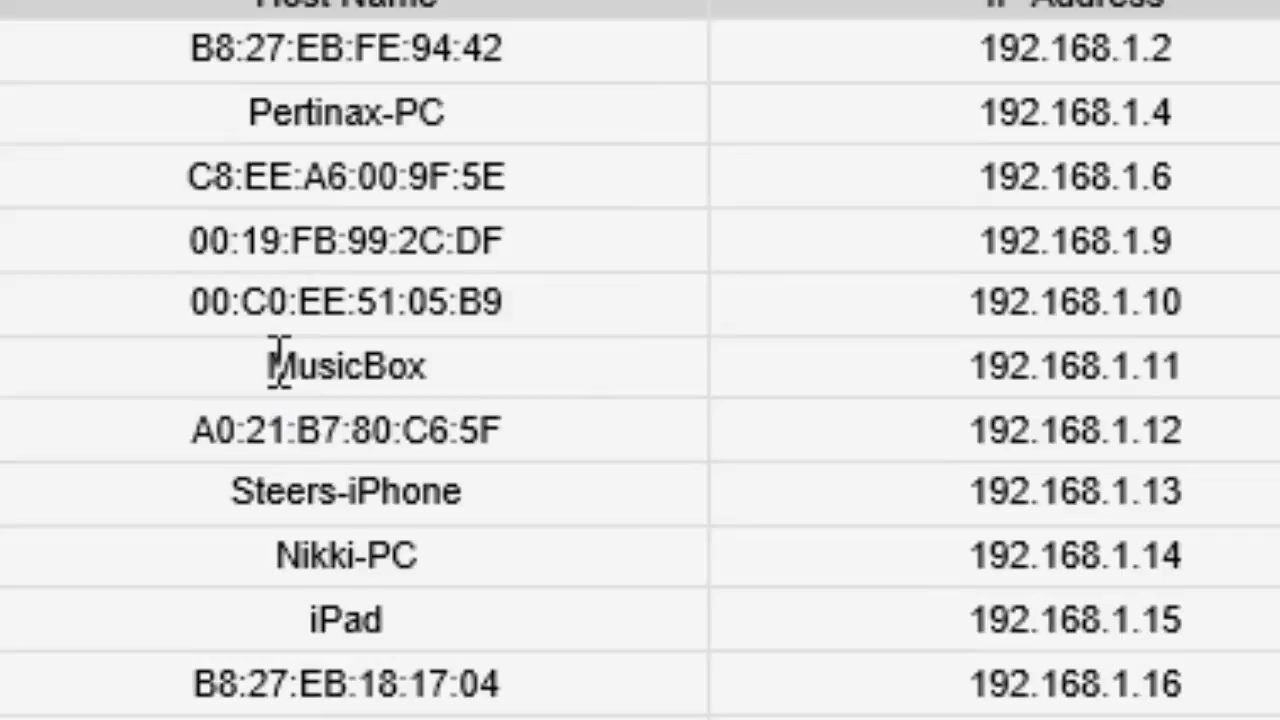 Host Name IP Address
B8:27:EB:FE:94:42 192.168.1.2
Pertinax-PC 192.168.1.4
C8:EE:A6:00:9F:5E 192.168.1.6
00:19:FB:99:2C:DF 192.168.1.9
00:C0:EE:51:05:B9 192.168.1.10
MusicBox 192.168.1.11
A0:21:B7:80:C6:5F 192.168.1.12
Steers-iPhone 192.168.1.13
Nikki-PC 192.168.1.14
iPad 192.168.1.15
B8:27:EB:18:17:04 192.168.1.16